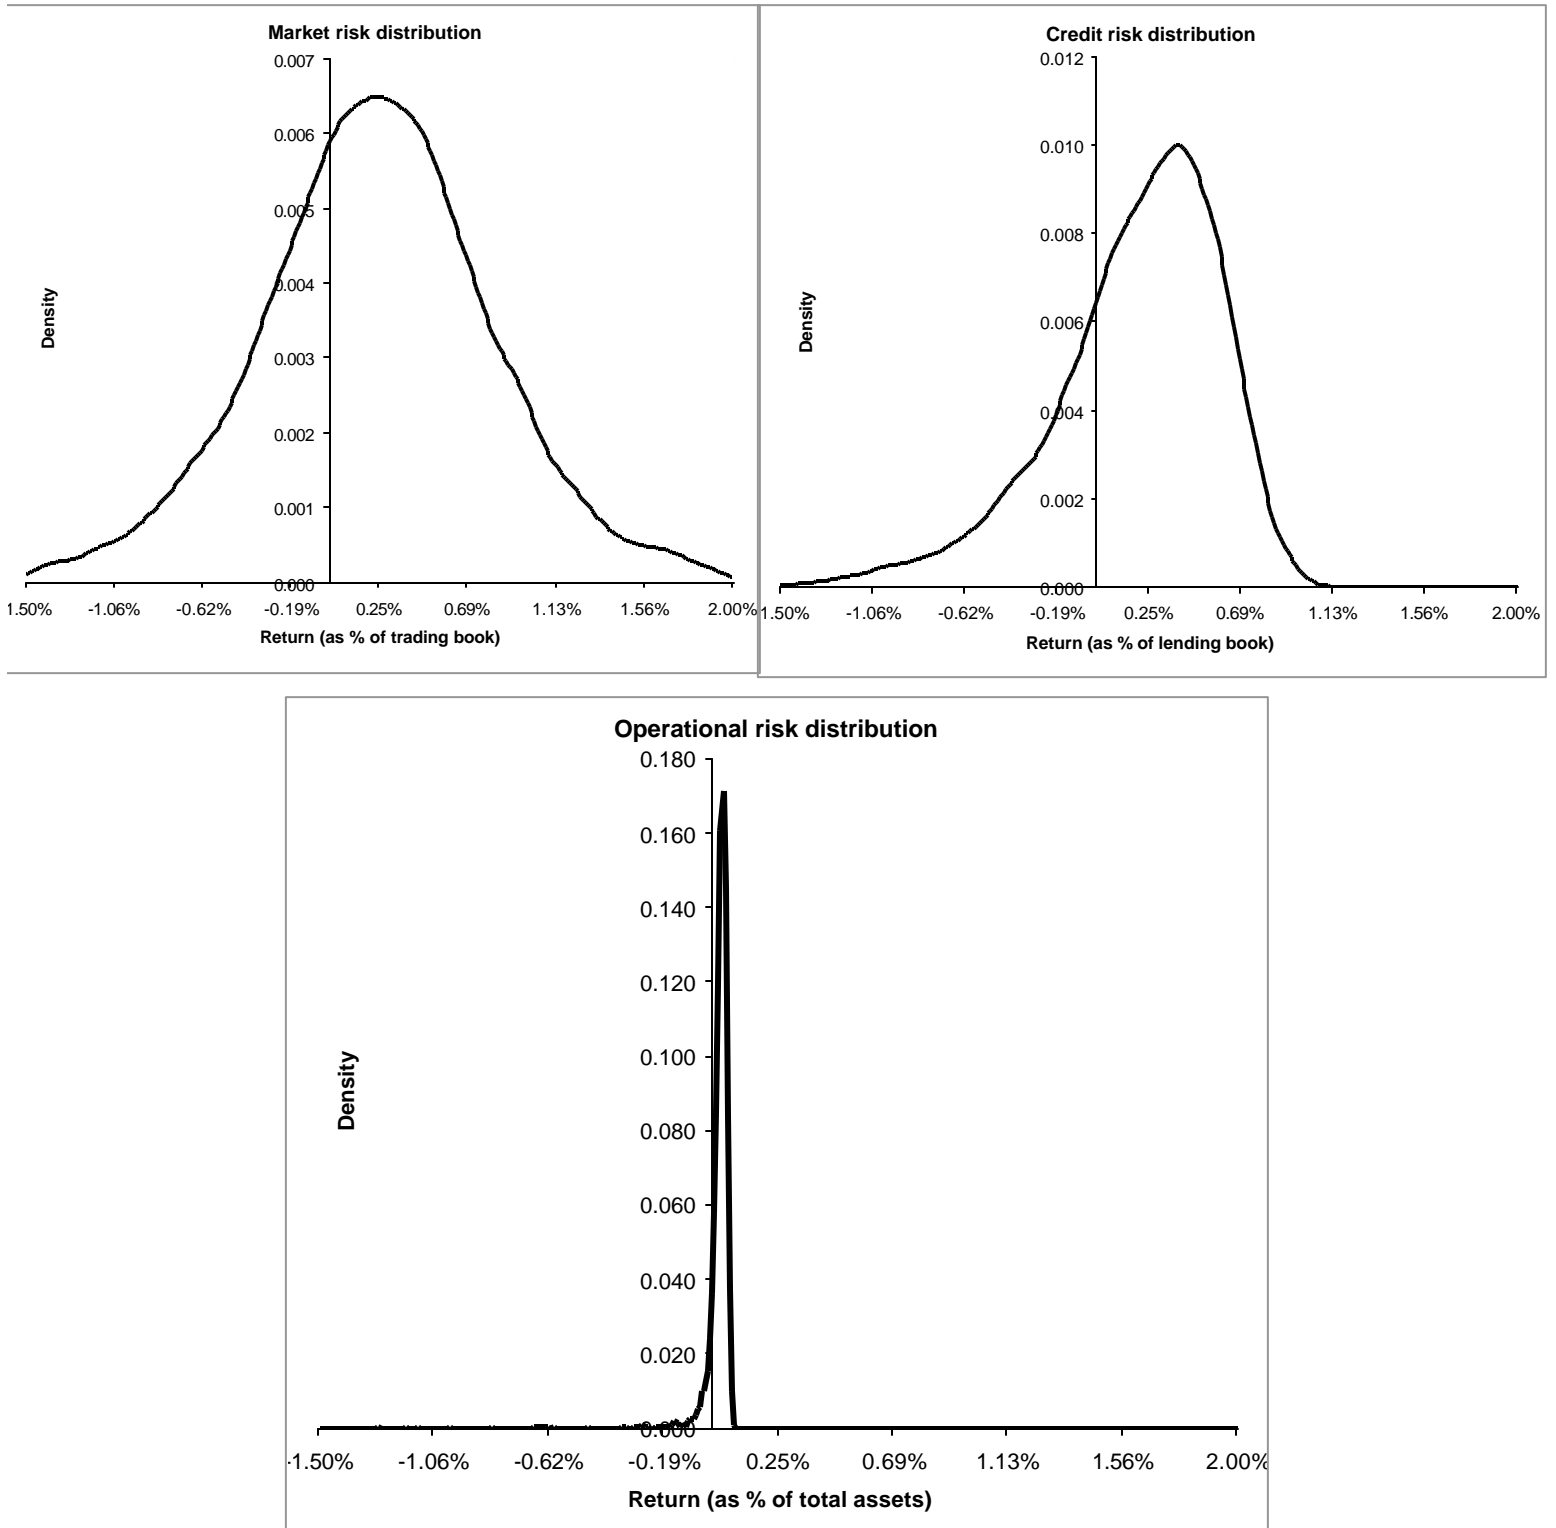 Market risk distribution
0.007
0.006
0.005
0.004
0.003
0.002
0.001
0.000
Density
1.50% -1.06% -0.62% -0.19% 0.25% 0.69% 1.13% 1.56% 2.00%
Return (as % of trading book)
Credit risk distribution
0.012
0.010
0.008
0.006
0.004
0.002
0.000
Density
1.50% -1.06% -0.62% -0.19% 0.25% 0.69% 1.13% 1.56% 2.00%
Return (as % of lending book)
Operational risk distribution
0.180
0.160
0.140
0.120
0.100
0.080
0.060
0.040
0.020
0.000
Density
-1.50% -1.06% -0.62% -0.19% 0.25% 0.69% 1.13% 1.56% 2.00%
Return (as % of total assets)